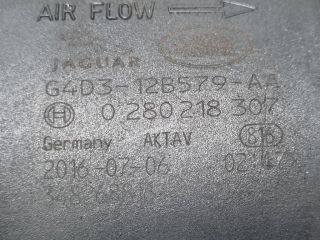 AIR FLOW
JAGUAR
G4D3-12B579-AA
0 280 218 307
Germany AKTAV
2016-07-06